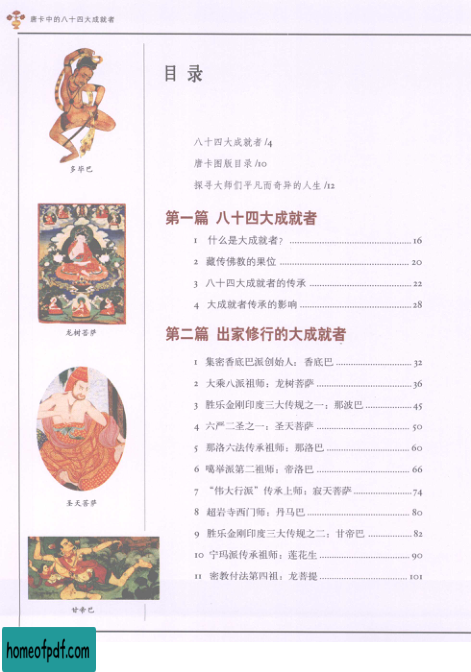 唐卡中的八十四大成就者
多毕巴
龙树菩萨
圣天菩萨
甘帝巴
目 录
八十四大成就者 /4
唐卡图版目录 /10
探寻大师们平凡而奇异的人生 /12
第一篇 八十四大成就者
1 什么是大成就者? ........ 16
2 藏传佛教的果位 ........ 20
3 八十四大成就者的传承 ........ 22
4 大成就者传承的影响 ........ 28
第二篇 出家修行的大成就者
1 集密香底巴派创始人:香底巴 ........ 32
2 大乘八派祖师:龙树菩萨 ........ 36
3 胜乐金刚印度三大传规之一:那波巴 ........ 45
4 六严二圣之一:圣天菩萨 ........ 50
5 那洛六法传承祖师:那洛巴 ........ 60
6 噶举派第二祖师:帝洛巴 ........ 66
7 “伟大行派”传承上师:寂天菩萨 ........ 74
8 超岩寺西门师:丹马巴 ........ 80
9 胜乐金刚印度三大传规之二:甘帝巴 ........ 82
10 宁玛派传承祖师:莲花生 ........ 90
11 密教付法第四祖:龙菩提 ........ 101
homeofpdf.com